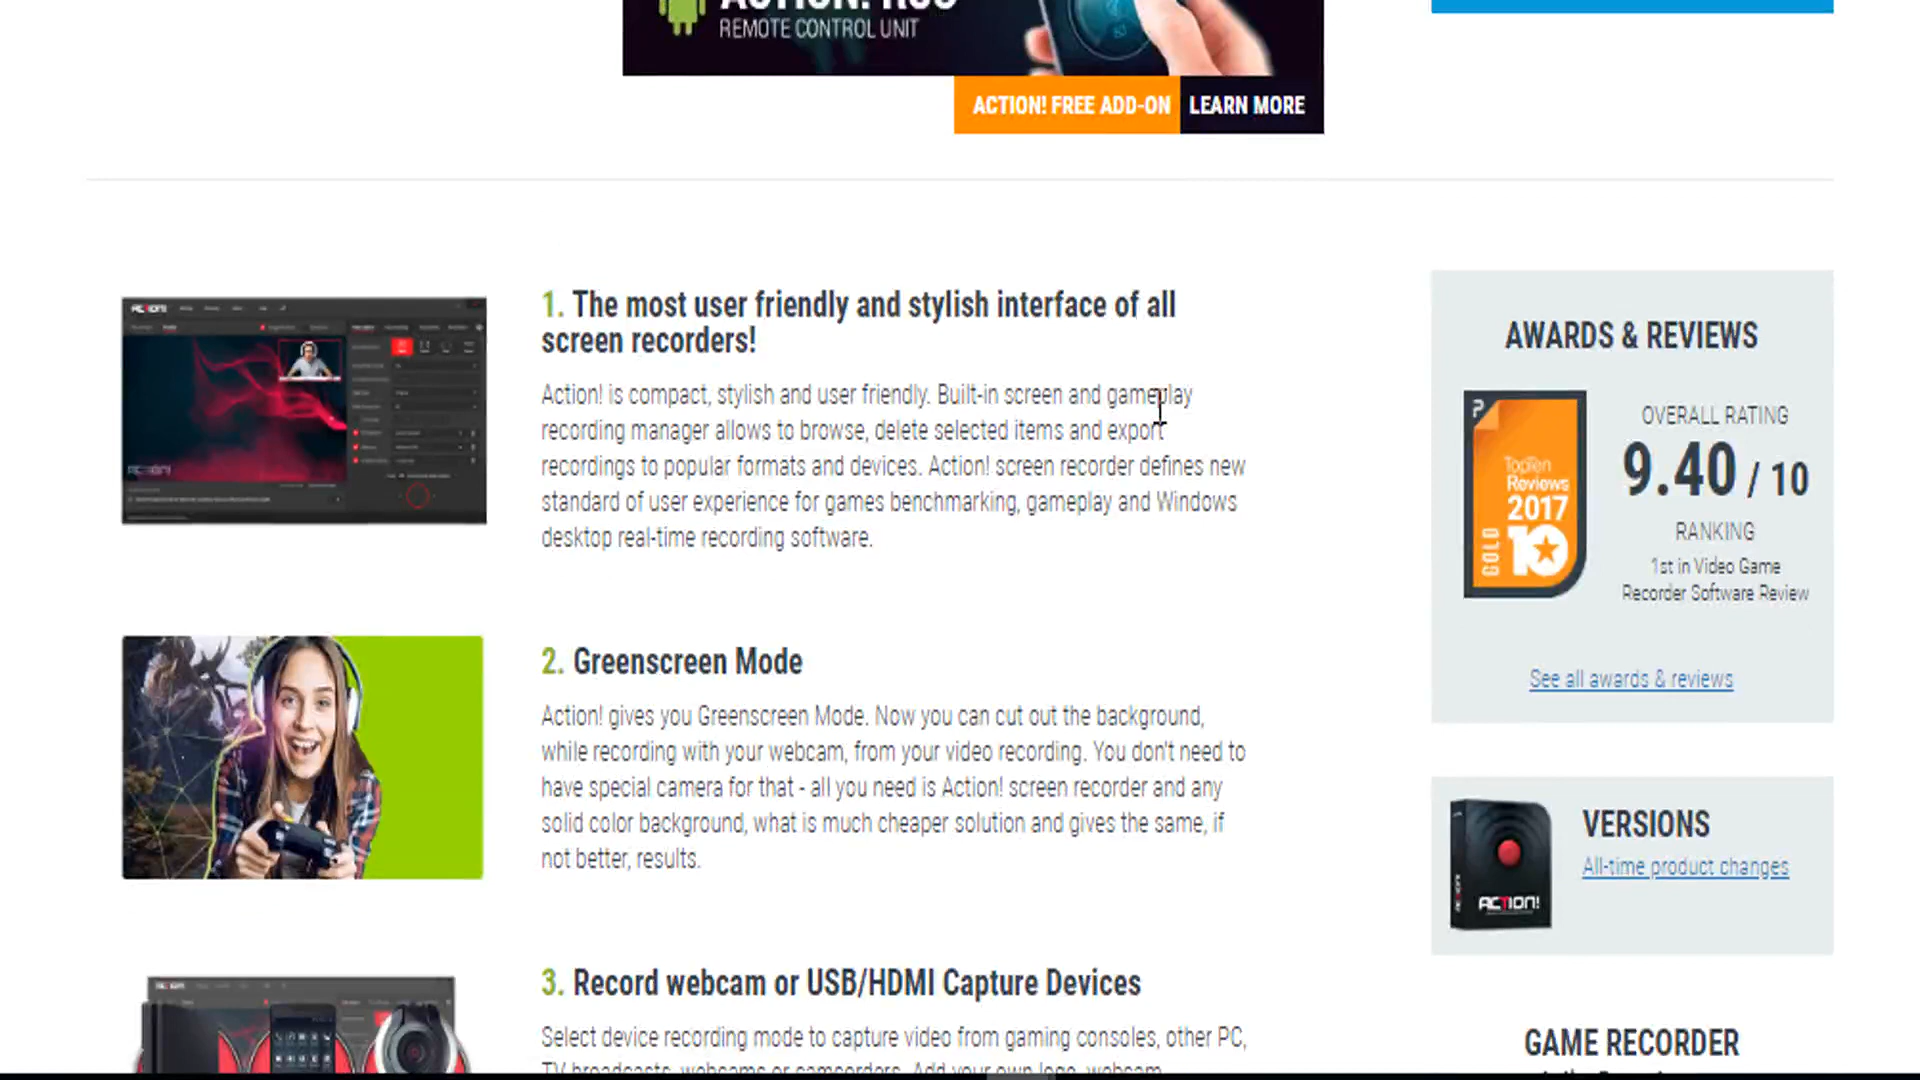 REMOTE CONTROL UNIT
ACTION! FREE ADD-ON LEARN MORE
1. The most user friendly and stylish interface of all
screen recorders!
Action! is compact, stylish and user friendly. Built-in screen and gameplay
recording manager allows to browse, delete selected items and export
recordings to popular formats and devices. Action! screen recorder defines new
standard of user experience for games benchmarking, gameplay and Windows
desktop real-time recording software.
2. Greenscreen Mode
Action! gives you Greenscreen Mode. Now you can cut out the background,
while recording with your webcam, from your video recording. You don't need to
have special camera for that - all you need is Action! screen recorder and any
solid color background, what is much cheaper solution and gives the same, if
not better, results.
3. Record webcam or USB/HDMI Capture Devices
Select device recording mode to capture video from gaming consoles, other PC,
TV broadcasts, webcams or camcorders. Add your own logo, webcam
AWARDS & REVIEWS
TopTen
Reviews
2017
GOLD
10
OVERALL RATING
9.40 / 10
RANKING
1st in Video Game
Recorder Software Review
See all awards & reviews
VERSIONS
All-time product changes
ACTION!
GAME RECORDER